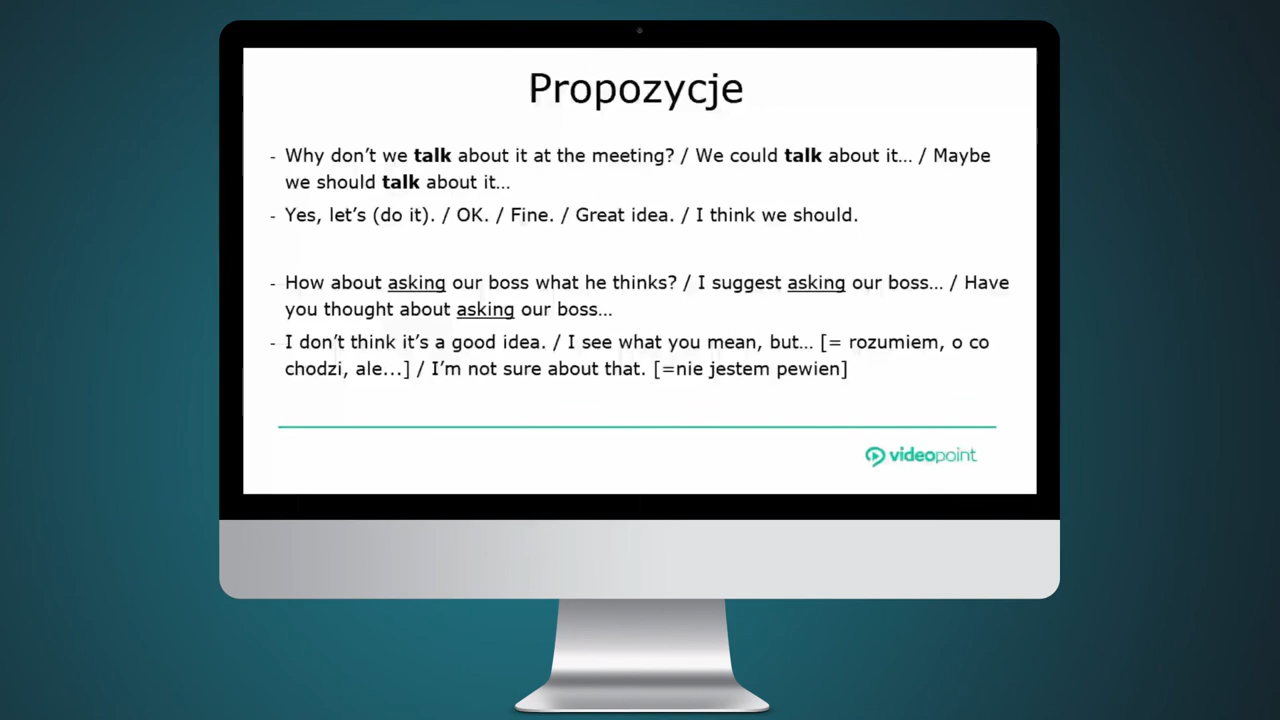 Propozycje
- Why don't we talk about it at the meeting? / We could talk about it... / Maybe
we should talk about it...
- Yes, let's (do it). / OK. / Fine. / Great idea. / I think we should.
- How about asking our boss what he thinks? / I suggest asking our boss... / Have
you thought about asking our boss...
- I don't think it's a good idea. / I see what you mean, but... [= rozumiem, o co
chodzi, ale...] / I'm not sure about that. [=nie jestem pewien]
videopoint